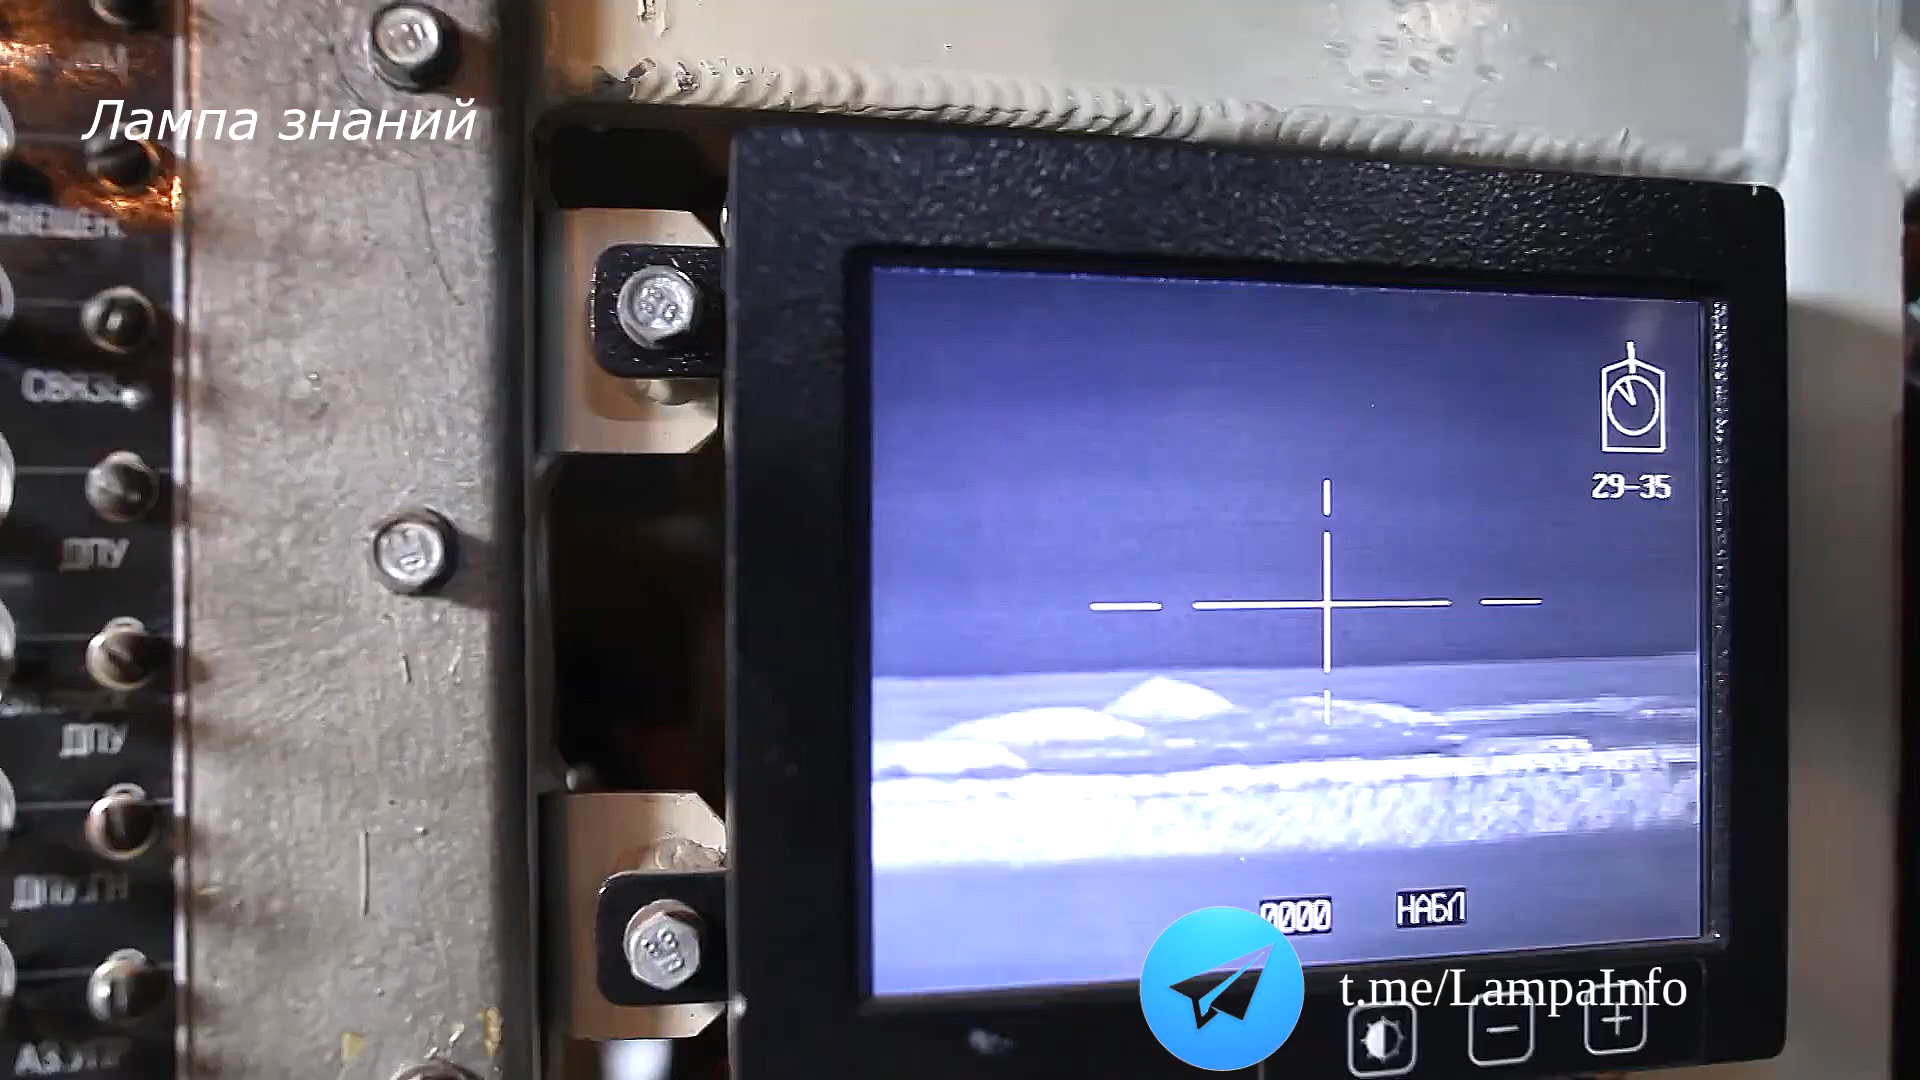 Лампа знаний
СВЯЗЬ
ДПУ
ДПУ
29-35
0000
НАБЛ
t.me/LampaInfo